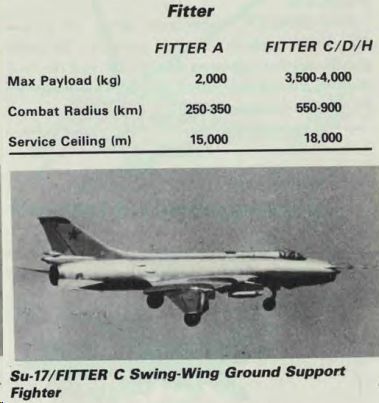 Fitter
FITTER A FITTER C/D/H
Max Payload (kg) 2,000 3,500-4,000
Combat Radius (km) 250-350 550-900
Service Ceiling (m) 15,000 18,000
Su-17/FITTER C Swing-Wing Ground Support
Fighter